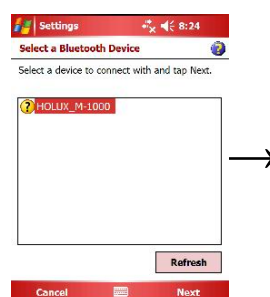 Settings 8:24
Select a Bluetooth Device
Select a device to connect with and tap Next.
HOLUX_M-1000
Refresh
Cancel Next